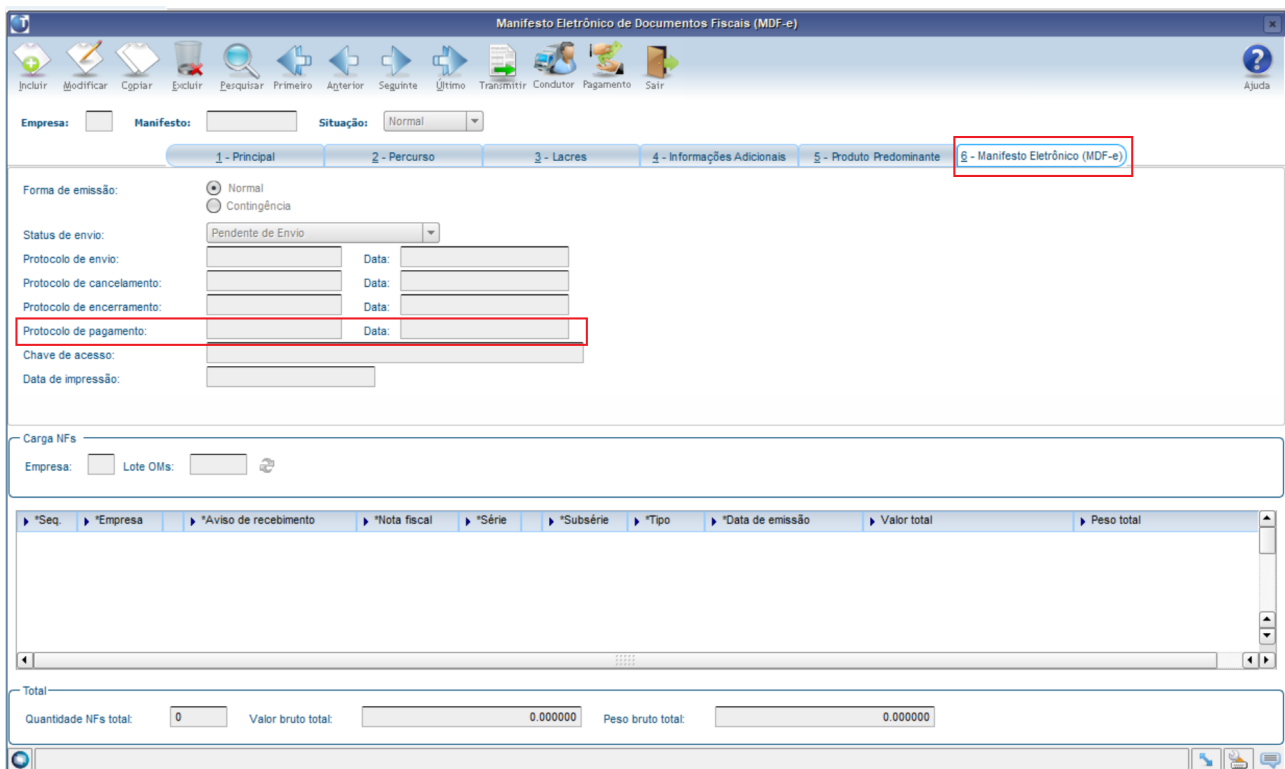 Manifesto Eletrônico de Documentos Fiscais (MDF-e)
Incluir Modificar Copiar Excluir Pesquisar Primeiro Anterior Seguinte Último Transmitir Condutor Pagamento Sair Ajuda
Empresa: Manifesto: Situação: Normal
1 - Principal 2 - Percurso 3 - Lacres 4 - Informações Adicionais 5 - Produto Predominante 6 - Manifesto Eletrônico (MDF-e)
Forma de emissão: Normal
Contingência
Status de envio: Pendente de Envio
Protocolo de envio: Data:
Protocolo de cancelamento: Data:
Protocolo de encerramento: Data:
Protocolo de pagamento: Data:
Chave de acesso:
Data de impressão:
Carga NFs
Empresa: Lote OMs:
*Seq. *Empresa *Aviso de recebimento *Nota fiscal *Série *Subsérie *Tipo *Data de emissão Valor total Peso total
Total
Quantidade NFs total: 0 Valor bruto total: 0.000000 Peso bruto total: 0.000000